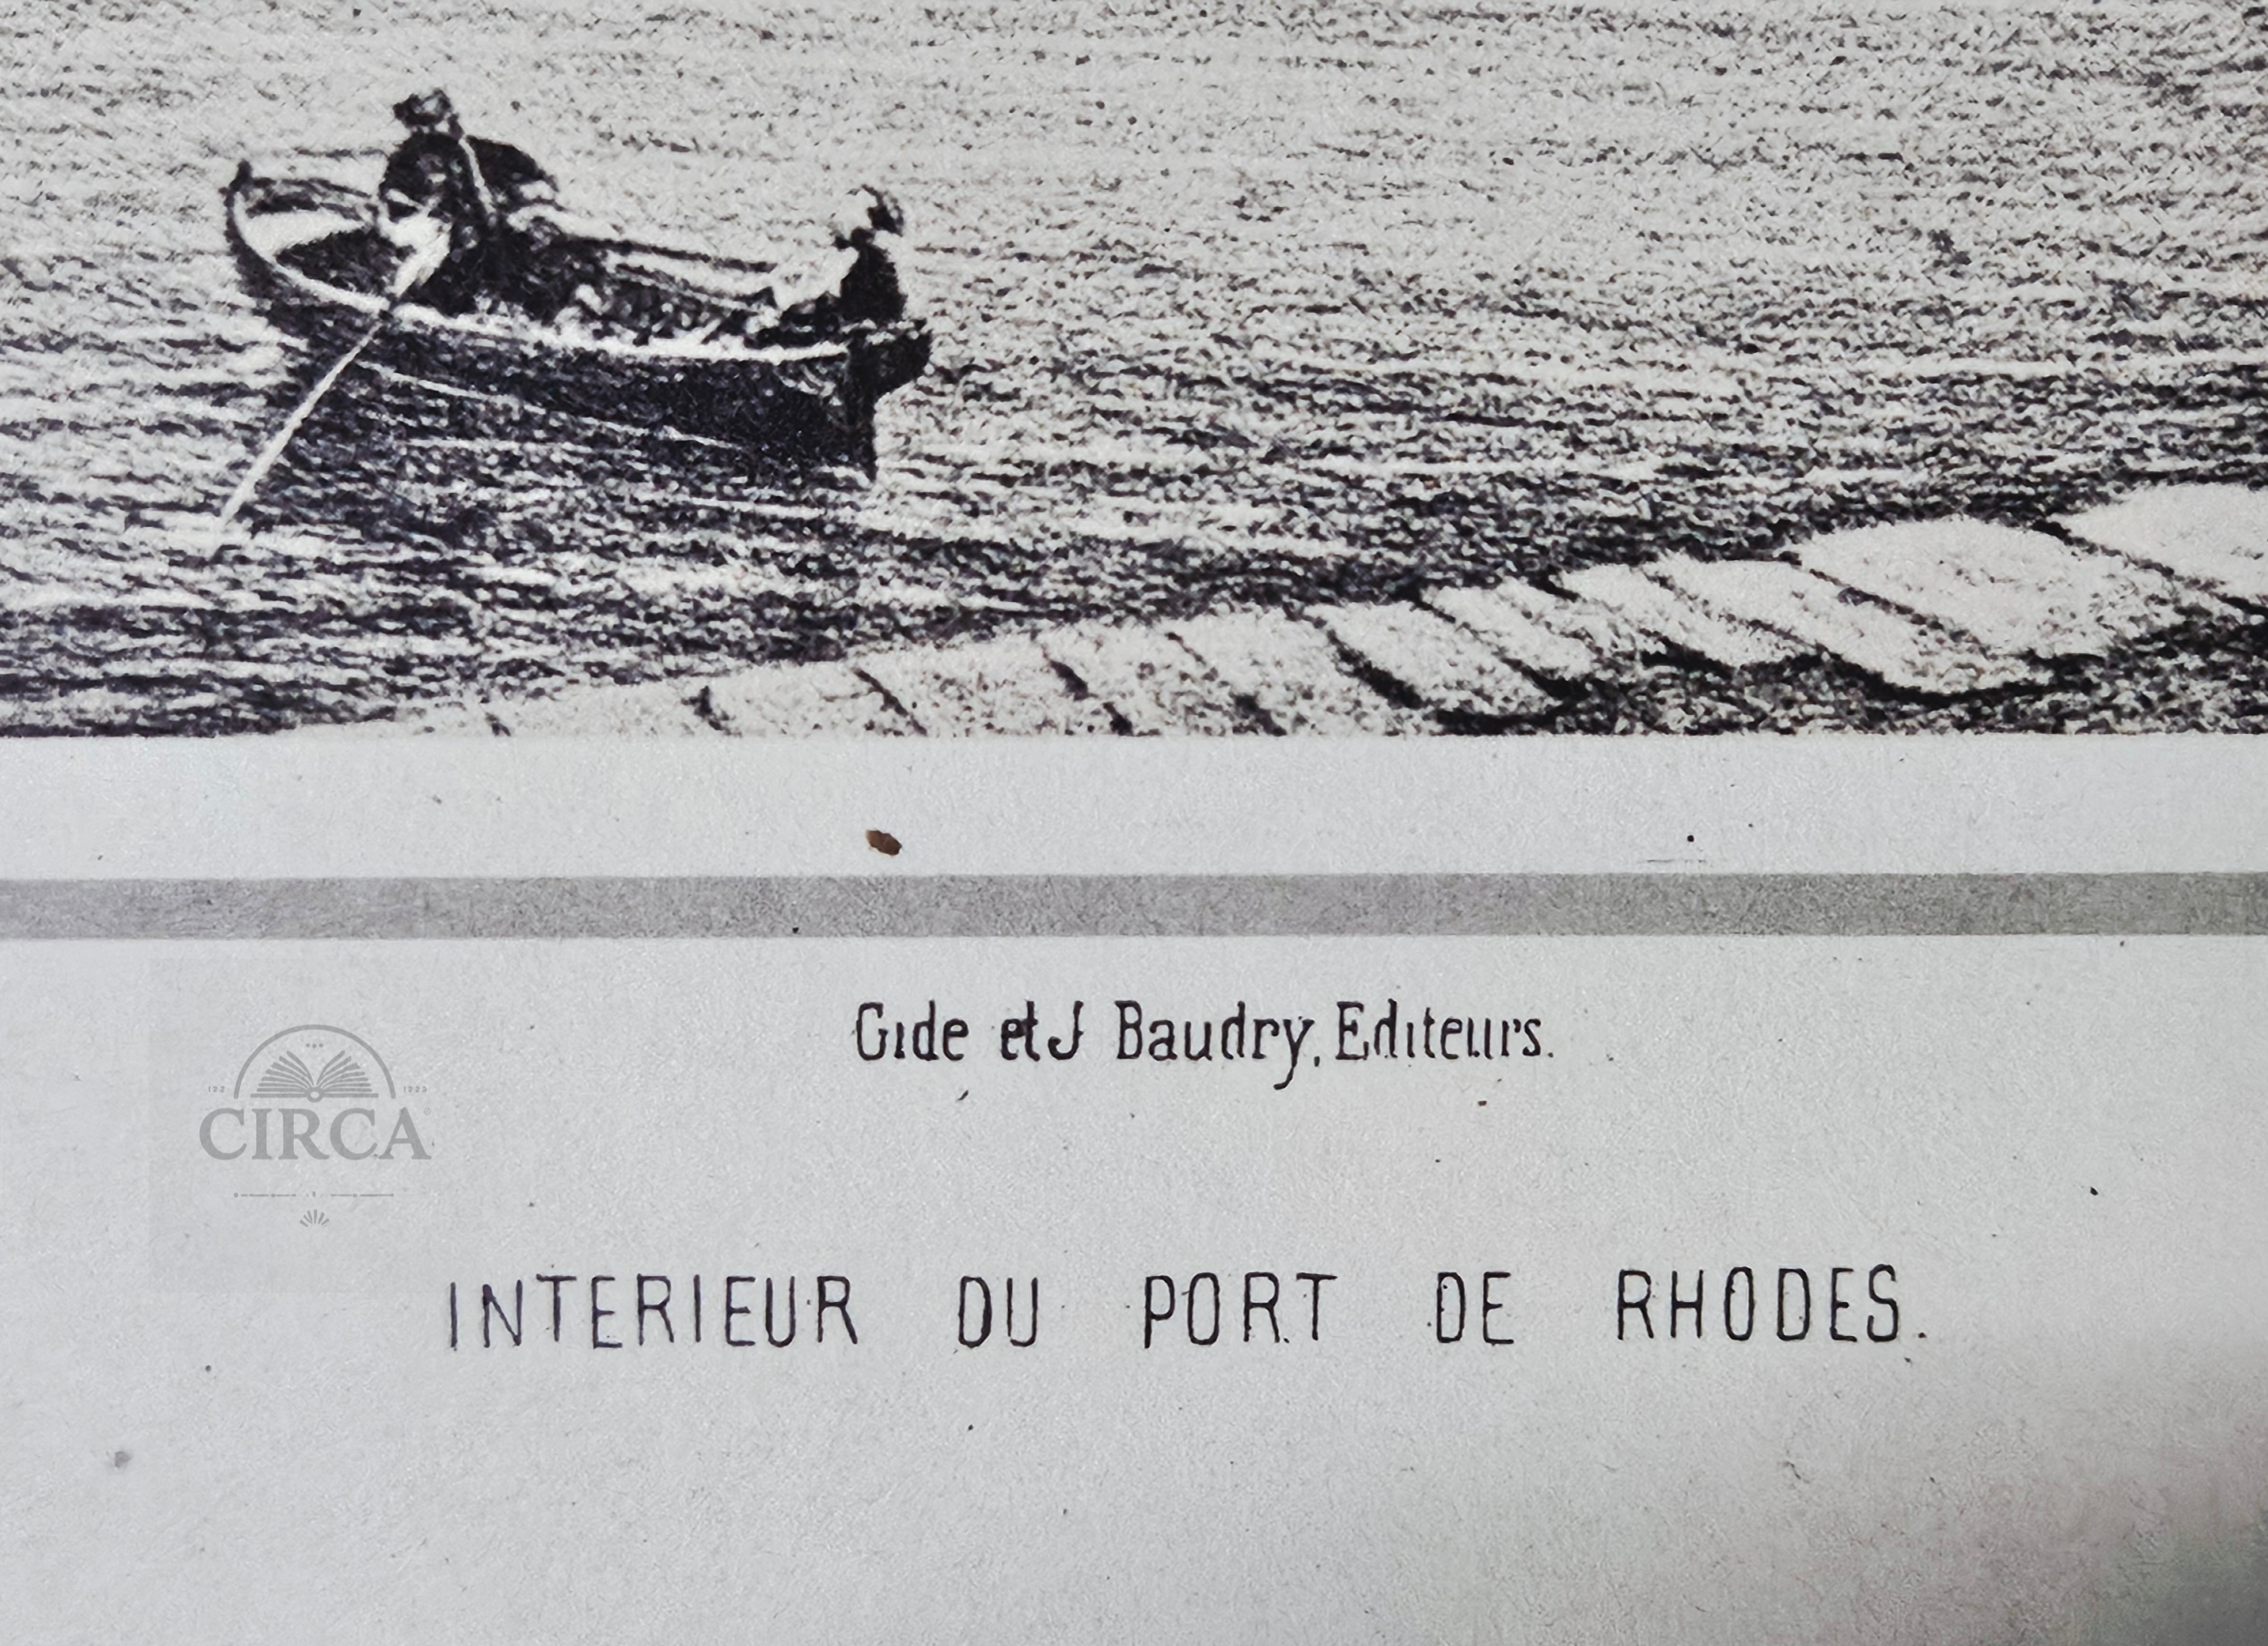 Gide et J Baudry, Editeurs.
CIRCA
INTERIEUR DU PORT DE RHODES.